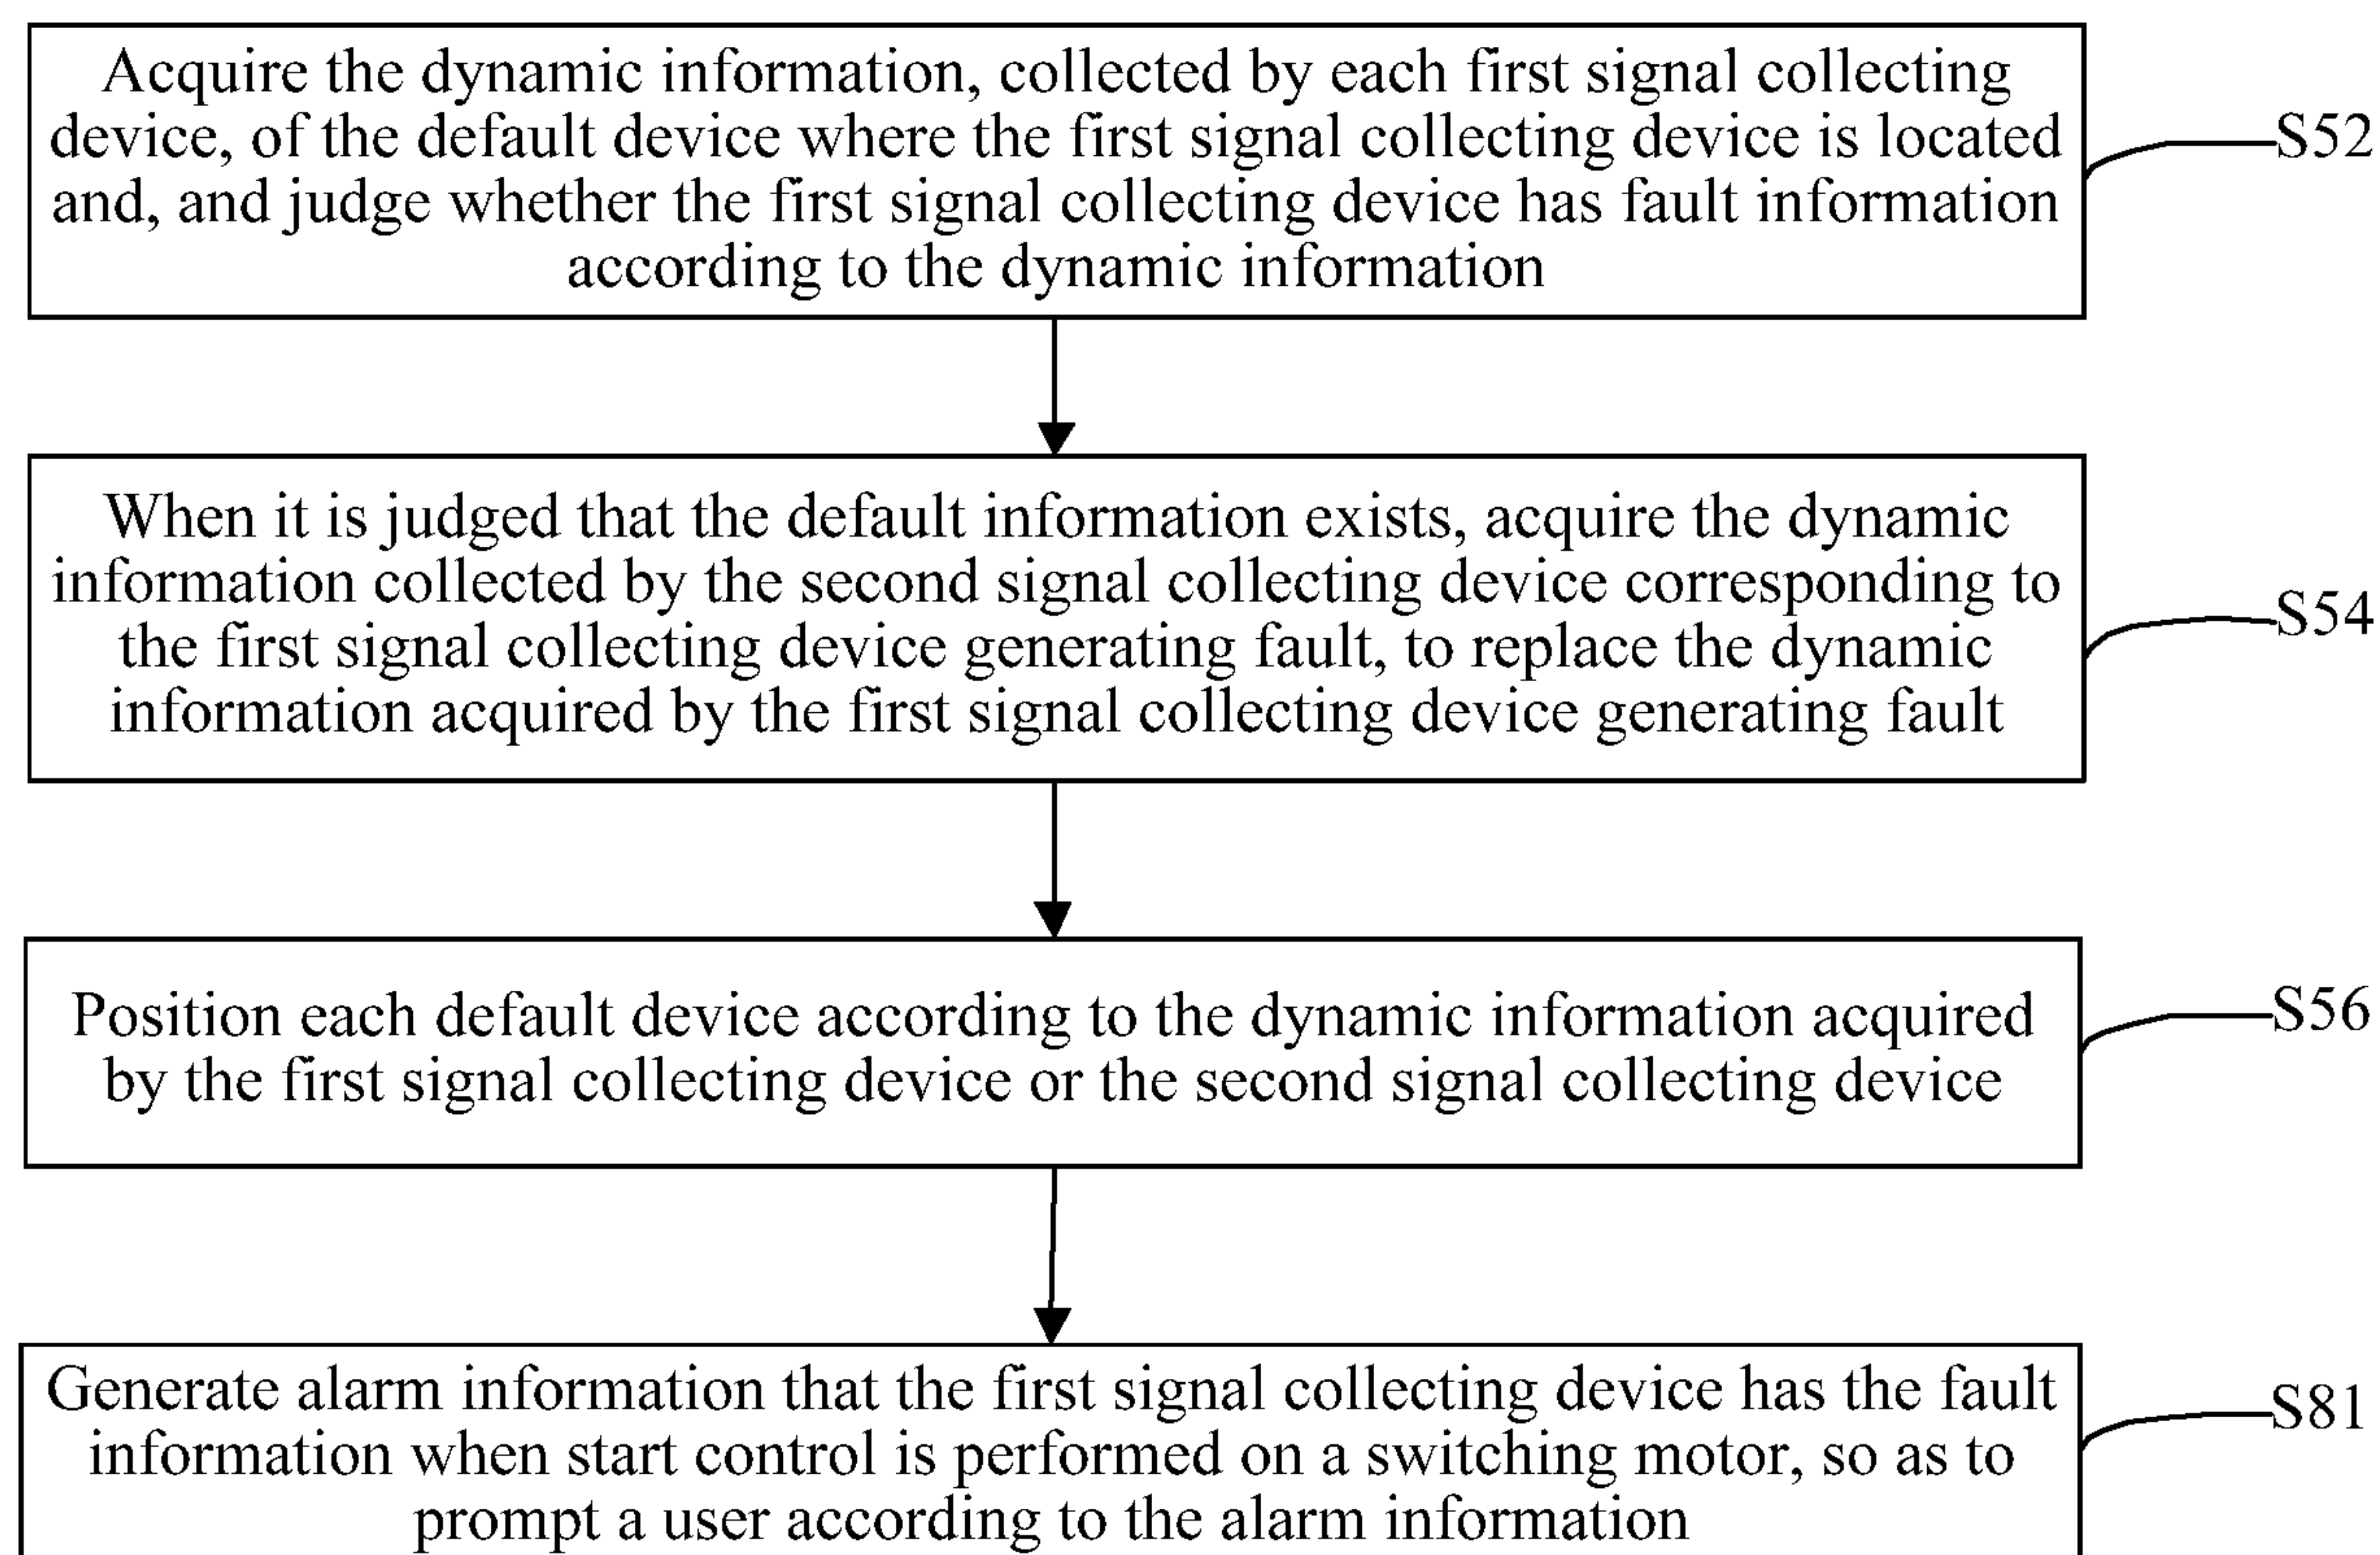 Acquire the dynamic information, collected by each first signal collecting
device, of the default device where the first signal collecting device is located
and, and judge whether the first signal collecting device has fault information
according to the dynamic information
S52
When it is judged that the default information exists, acquire the dynamic
information collected by the second signal collecting device corresponding to
the first signal collecting device generating fault, to replace the dynamic
information acquired by the first signal collecting device generating fault
S54
Position each default device according to the dynamic information acquired
by the first signal collecting device or the second signal collecting device
S56
Generate alarm information that the first signal collecting device has the fault
information when start control is performed on a switching motor, so as to
prompt a user according to the alarm information
S81